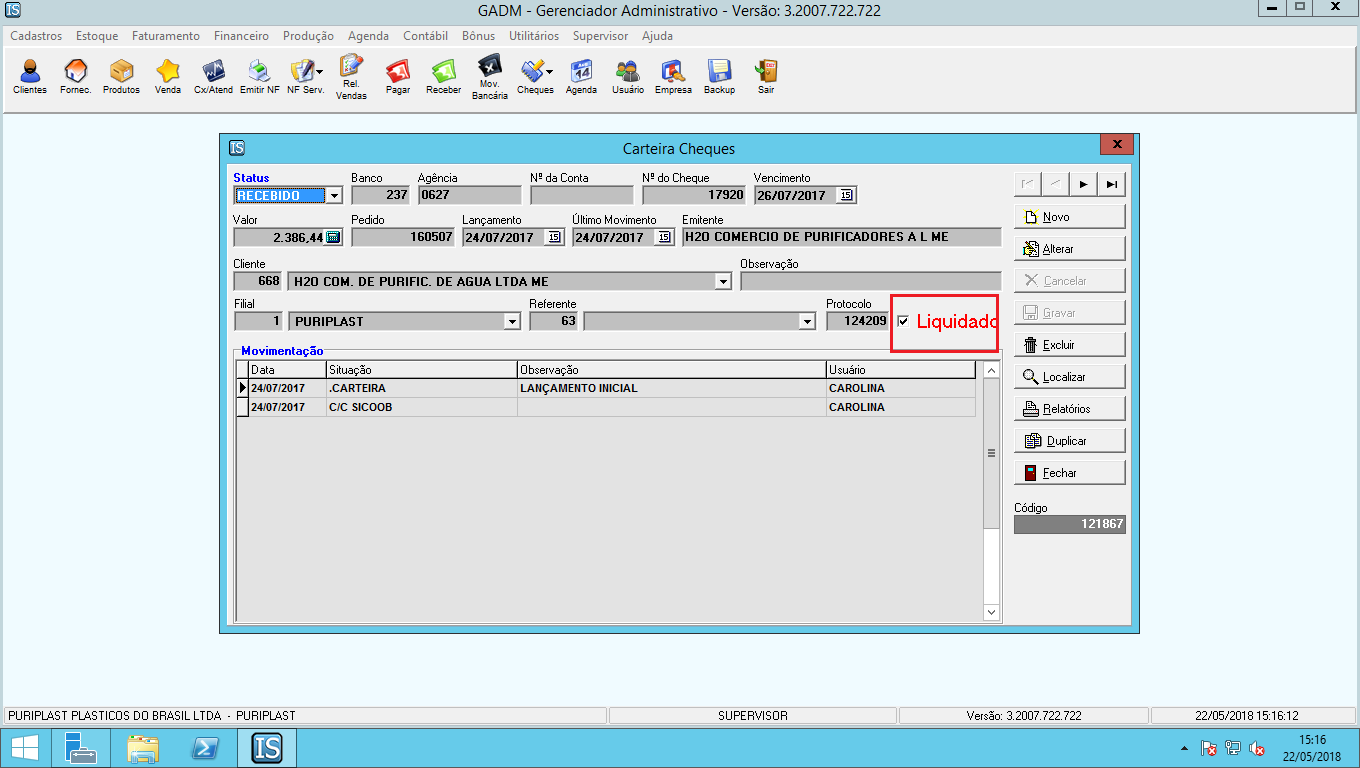 IS GADM - Gerenciador Administrativo - Versão: 3.2007.722.722
Cadastros Estoque Faturamento Financeiro Produção Agenda Contábil Bônus Utilitários Supervisor Ajuda
Clientes Fornec. Produtos Venda Cx/Atend Emitir NF NF Serv. Rel. Vendas Pagar Receber Mov. Bancária Cheques Agenda Usuário Empresa Backup Sair
IS Carteira Cheques
Status Banco Agência Nº da Conta Nº do Cheque Vencimento
RECEBIDO 237 0627 17920 26/07/2017 15
Valor Pedido Lançamento Último Movimento Emitente
2.386,44 160507 24/07/2017 15 24/07/2017 15 H2O COMERCIO DE PURIFICADORES A L ME
Cliente Observação
668 H2O COM. DE PURIFIC. DE AGUA LTDA ME
Filial Referente Protocolo
1 PURIPLAST 63 124209 Liquidado
Movimentação
Data Situação Observação Usuário
24/07/2017 .CARTEIRA LANÇAMENTO INICIAL CAROLINA
24/07/2017 C/C SICOOB CAROLINA
Novo
Alterar
Cancelar
Gravar
Excluir
Localizar
Relatórios
Duplicar
Fechar
Código
121867
PURIPLAST PLASTICOS DO BRASIL LTDA - PURIPLAST SUPERVISOR Versão: 3.2007.722.722 22/05/2018 15:16:12
IS 15:16
22/05/2018